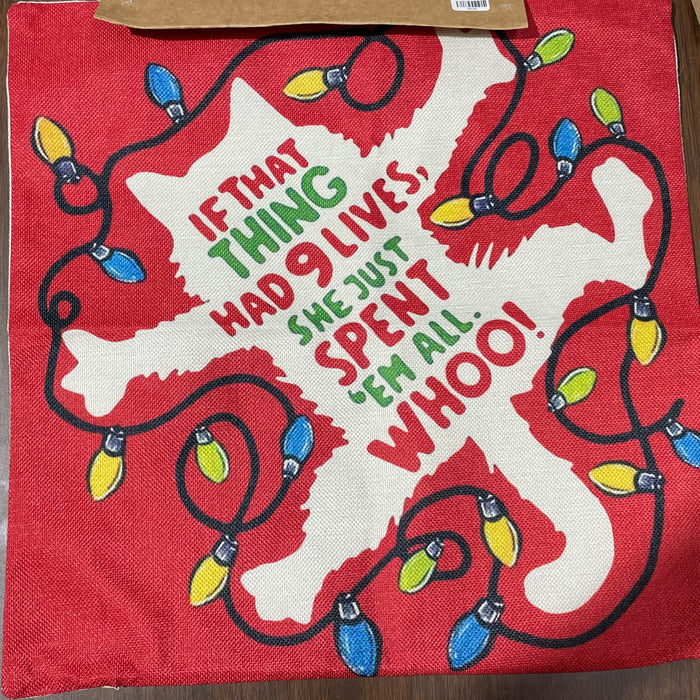 IF THAT
THING
HAD 9 LIVES,
SHE JUST
SPENT
'EM ALL.
WHOO!